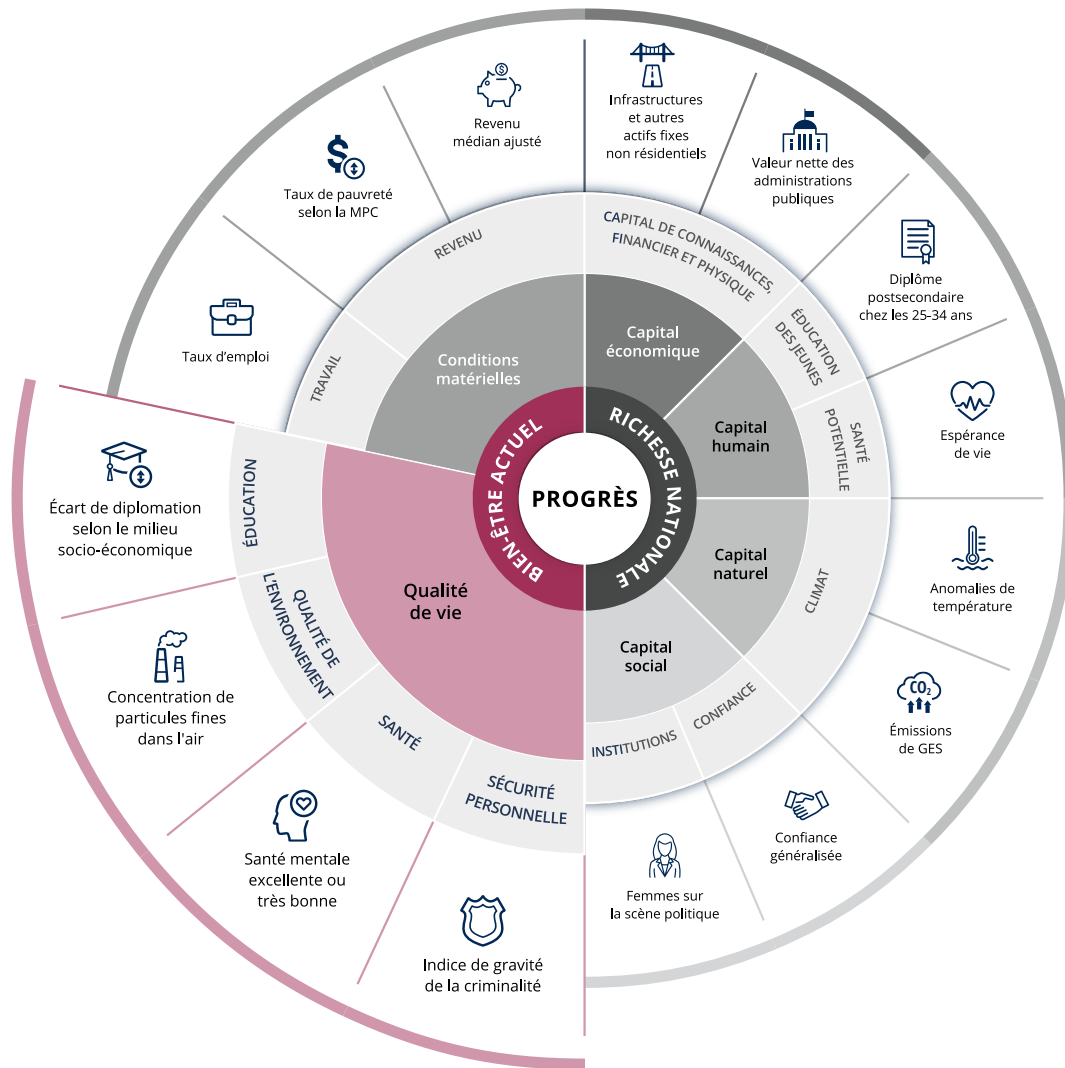 PROGRÈS
BIEN-ÊTRE ACTUEL
RICHESSE NATIONALE
Capital
économique
CAPITAL DE CONNAISSANCES,
FINANCIER ET PHYSIQUE
Infrastructures
et autres
actifs fixes
non résidentiels
Valeur nette des
administrations
publiques
Capital
humain
ÉDUCATION
DES JEUNES
Diplôme
postsecondaire
chez les 25-34 ans
SANTÉ
POTENTIELLE
Espérance
de vie
Capital
naturel
CLIMAT
Anomalies de
température
CO₂
Émissions
de GES
Capital
social
CONFIANCE
Confiance
généralisée
INSTITUTIONS
Femmes sur
la scène politique
Qualité
de vie
SÉCURITÉ
PERSONNELLE
Indice de gravité
de la criminalité
SANTÉ
Santé mentale
excellente ou
très bonne
QUALITÉ DE
L'ENVIRONNEMENT
Concentration de
particules fines
dans l'air
ÉDUCATION
Écart de diplomation
selon le milieu
socio-économique
Conditions
matérielles
TRAVAIL
Taux d'emploi
REVENU
$
Taux de pauvreté
selon la MPC
$
Revenu
médian ajusté